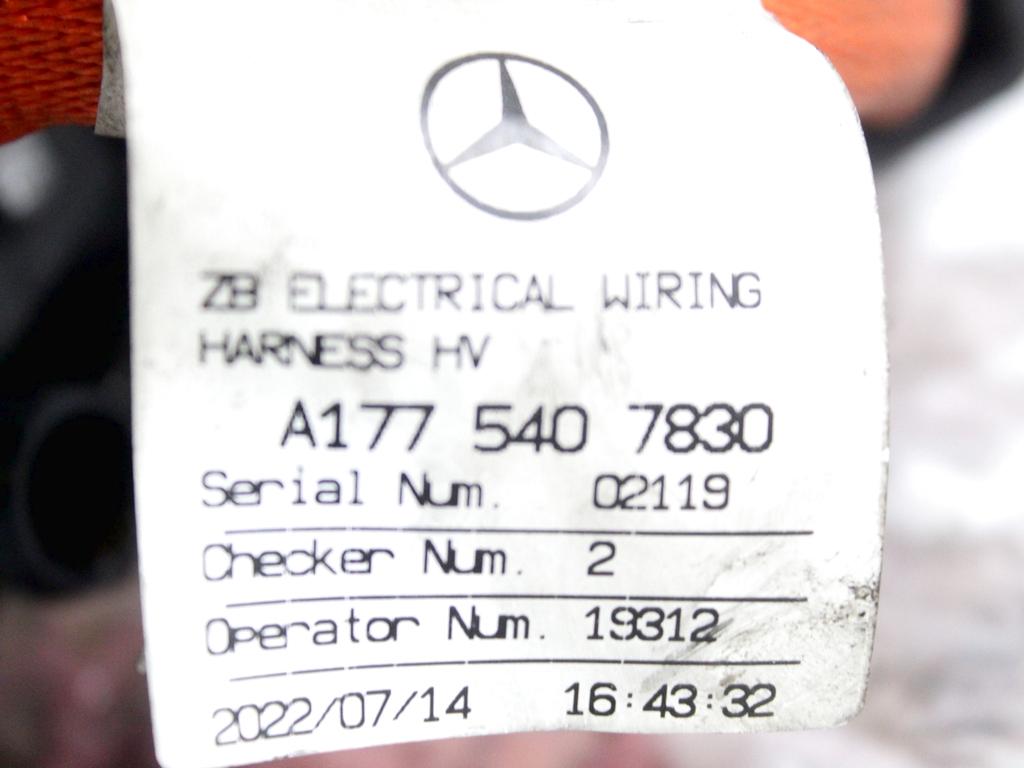 ZB ELECTRICAL WIRING
HARNESS HV
A177 540 7830
Serial Num. 02119
Checker Num. 2
Operator Num. 19312
2022/07/14 16:43:32